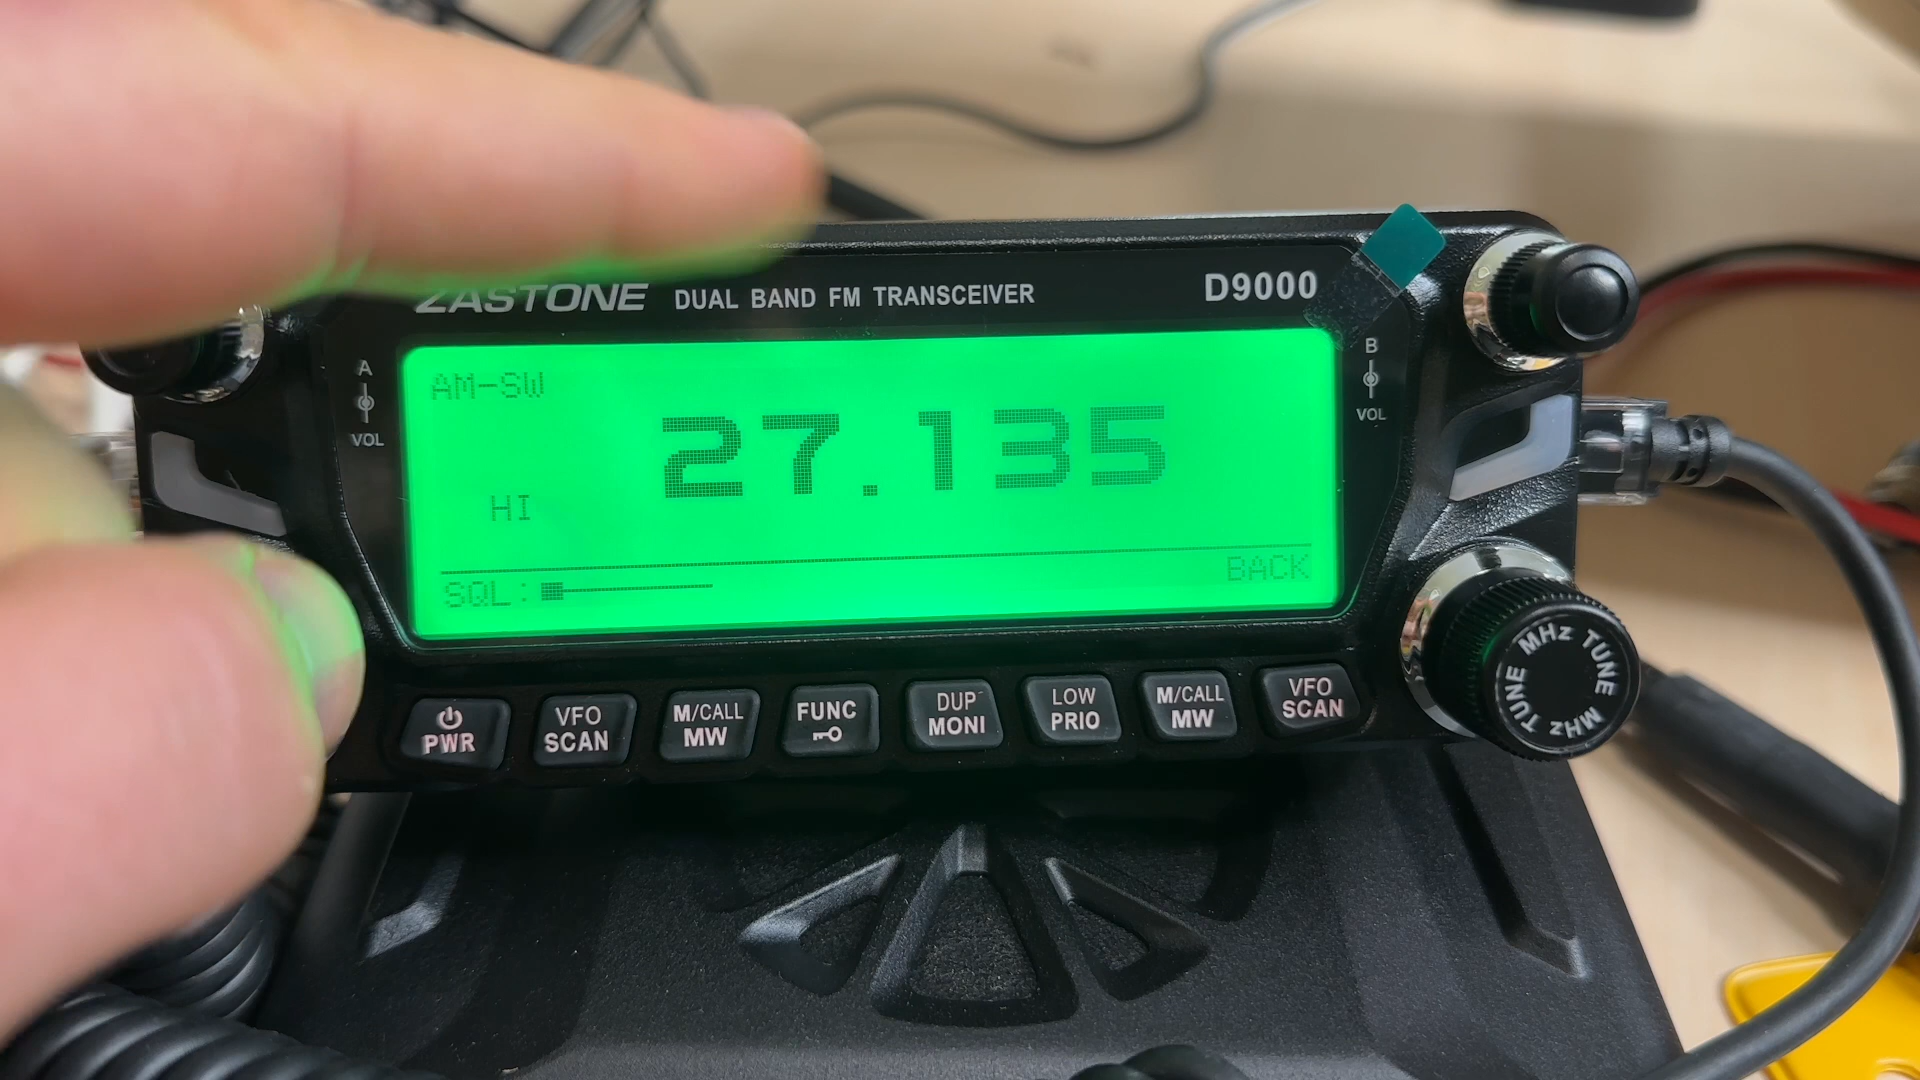 ZASTONE DUAL BAND FM TRANSCEIVER D9000
A
VOL
B
VOL
AM-SW
27.135
HI
SQL:
BACK
PWR
VFO
SCAN
M/CALL
MW
FUNC
DUP
MONI
LOW
PRIO
M/CALL
MW
VFO
SCAN
TUNE MHz TUNE MHz